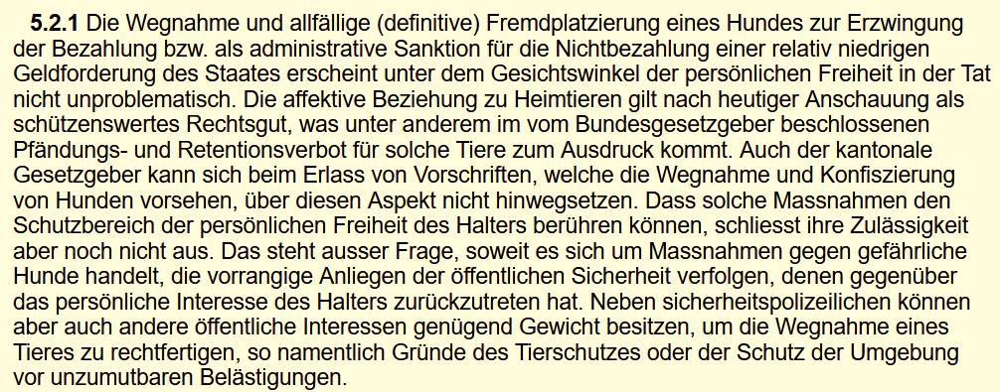 5.2.1 Die Wegnahme und allfällige (definitive) Fremdplatzierung eines Hundes zur Erzwingung
der Bezahlung bzw. als administrative Sanktion für die Nichtbezahlung einer relativ niedrigen
Geldforderung des Staates erscheint unter dem Gesichtswinkel der persönlichen Freiheit in der Tat
nicht unproblematisch. Die affektive Beziehung zu Heimtieren gilt nach heutiger Anschauung als
schützenswertes Rechtsgut, was unter anderem im vom Bundesgesetzgeber beschlossenen
Pfändungs- und Retentionsverbot für solche Tiere zum Ausdruck kommt. Auch der kantonale
Gesetzgeber kann sich beim Erlass von Vorschriften, welche die Wegnahme und Konfiszierung
von Hunden vorsehen, über diesen Aspekt nicht hinwegsetzen. Dass solche Massnahmen den
Schutzbereich der persönlichen Freiheit des Halters berühren können, schliesst ihre Zulässigkeit
aber noch nicht aus. Das steht ausser Frage, soweit es sich um Massnahmen gegen gefährliche
Hunde handelt, die vorrangige Anliegen der öffentlichen Sicherheit verfolgen, denen gegenüber
das persönliche Interesse des Halters zurückzutreten hat. Neben sicherheitspolizeilichen können
aber auch andere öffentliche Interessen genügend Gewicht besitzen, um die Wegnahme eines
Tieres zu rechtfertigen, so namentlich Gründe des Tierschutzes oder der Schutz der Umgebung
vor unzumutbaren Belästigungen.